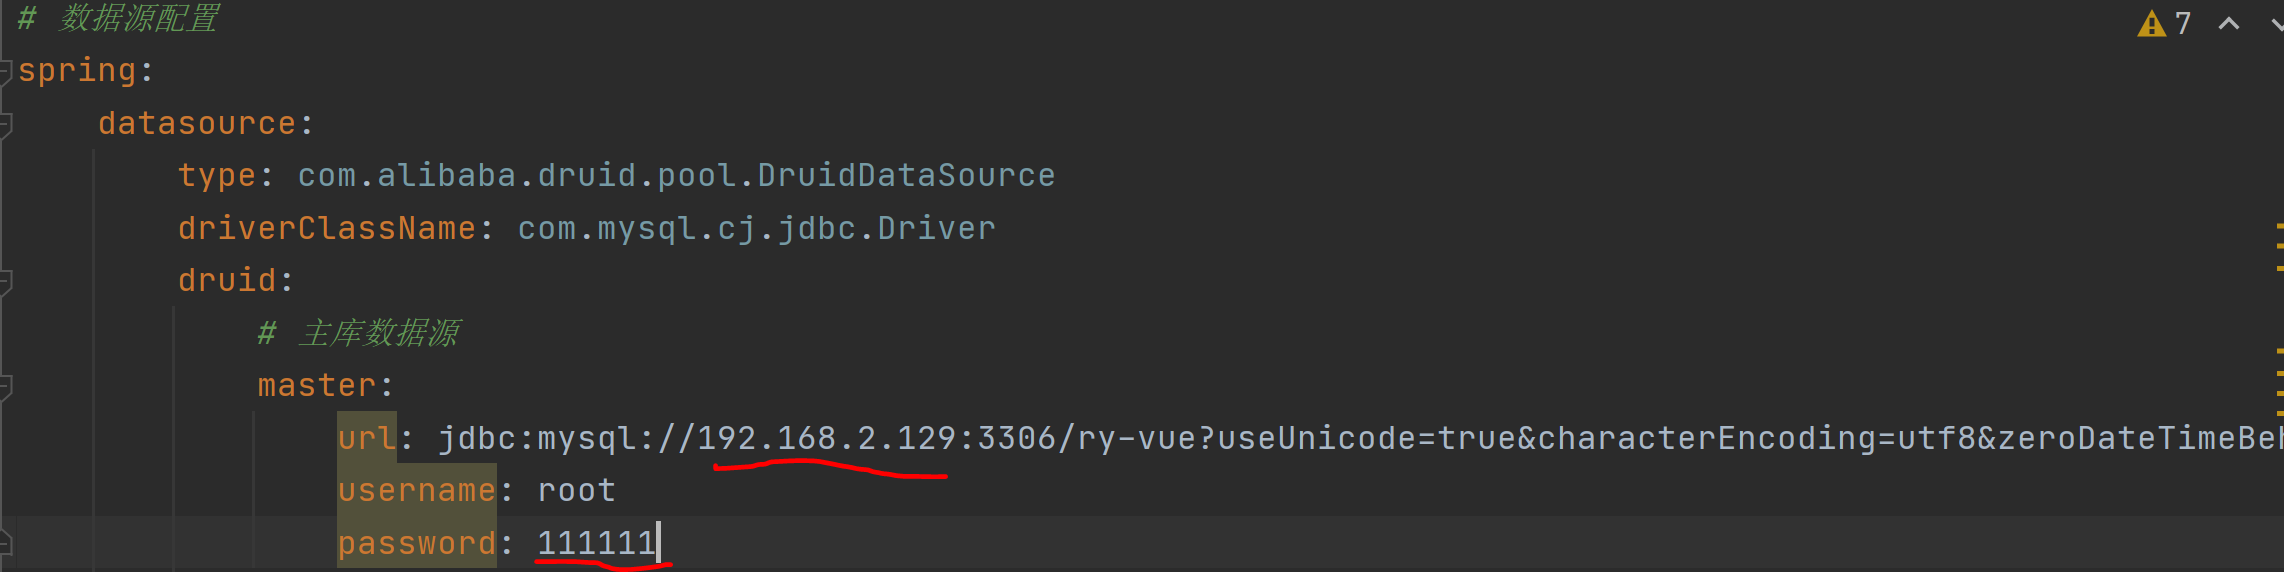 # 数据源配置
7
spring:
datasource:
type: com.alibaba.druid.pool.DruidDataSource
driverClassName: com.mysql.cj.jdbc.Driver
druid:
# 主库数据源
master:
url: jdbc:mysql://192.168.2.129:3306/ry-vue?useUnicode=true&characterEncoding=utf8&zeroDateTimeBeh
username: root
password: 111111